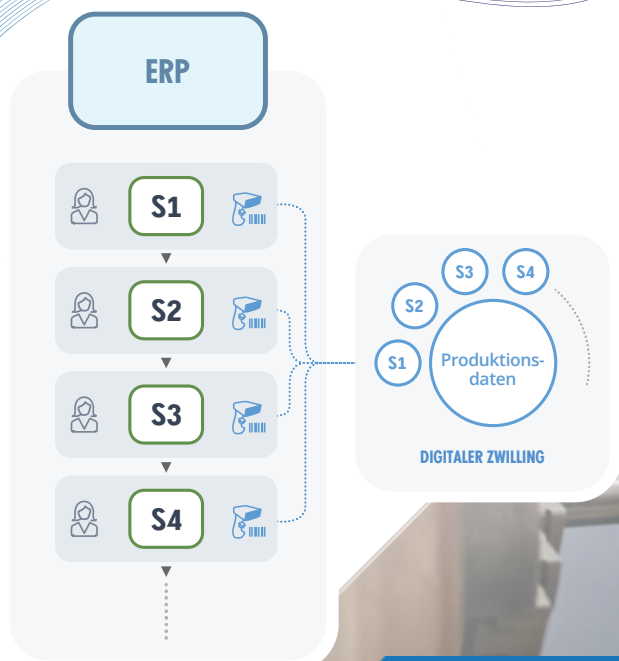 ERP
S1
S2
S3
S4
S1
S2
S3
S4
Produktions-
daten
DIGITALER ZWILLING